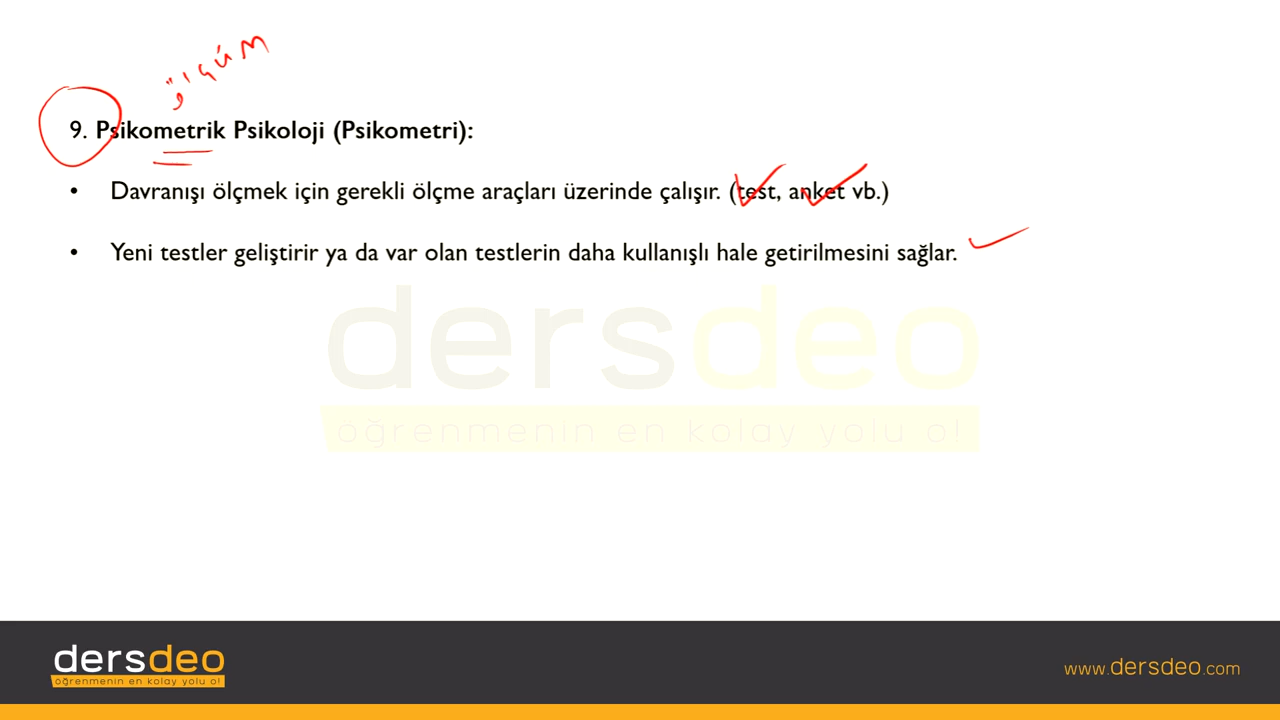 ölçüm
9. Psikometrik Psikoloji (Psikometri):
• Davranışı ölçmek için gerekli ölçme araçları üzerinde çalışır. (test, anket vb.)
• Yeni testler geliştirir ya da var olan testlerin daha kullanışlı hale getirilmesini sağlar.
dersdeo
öğrenmenin en kolay yolu o!
dersdeo
öğrenmenin en kolay yolu o!
www.dersdeo.com